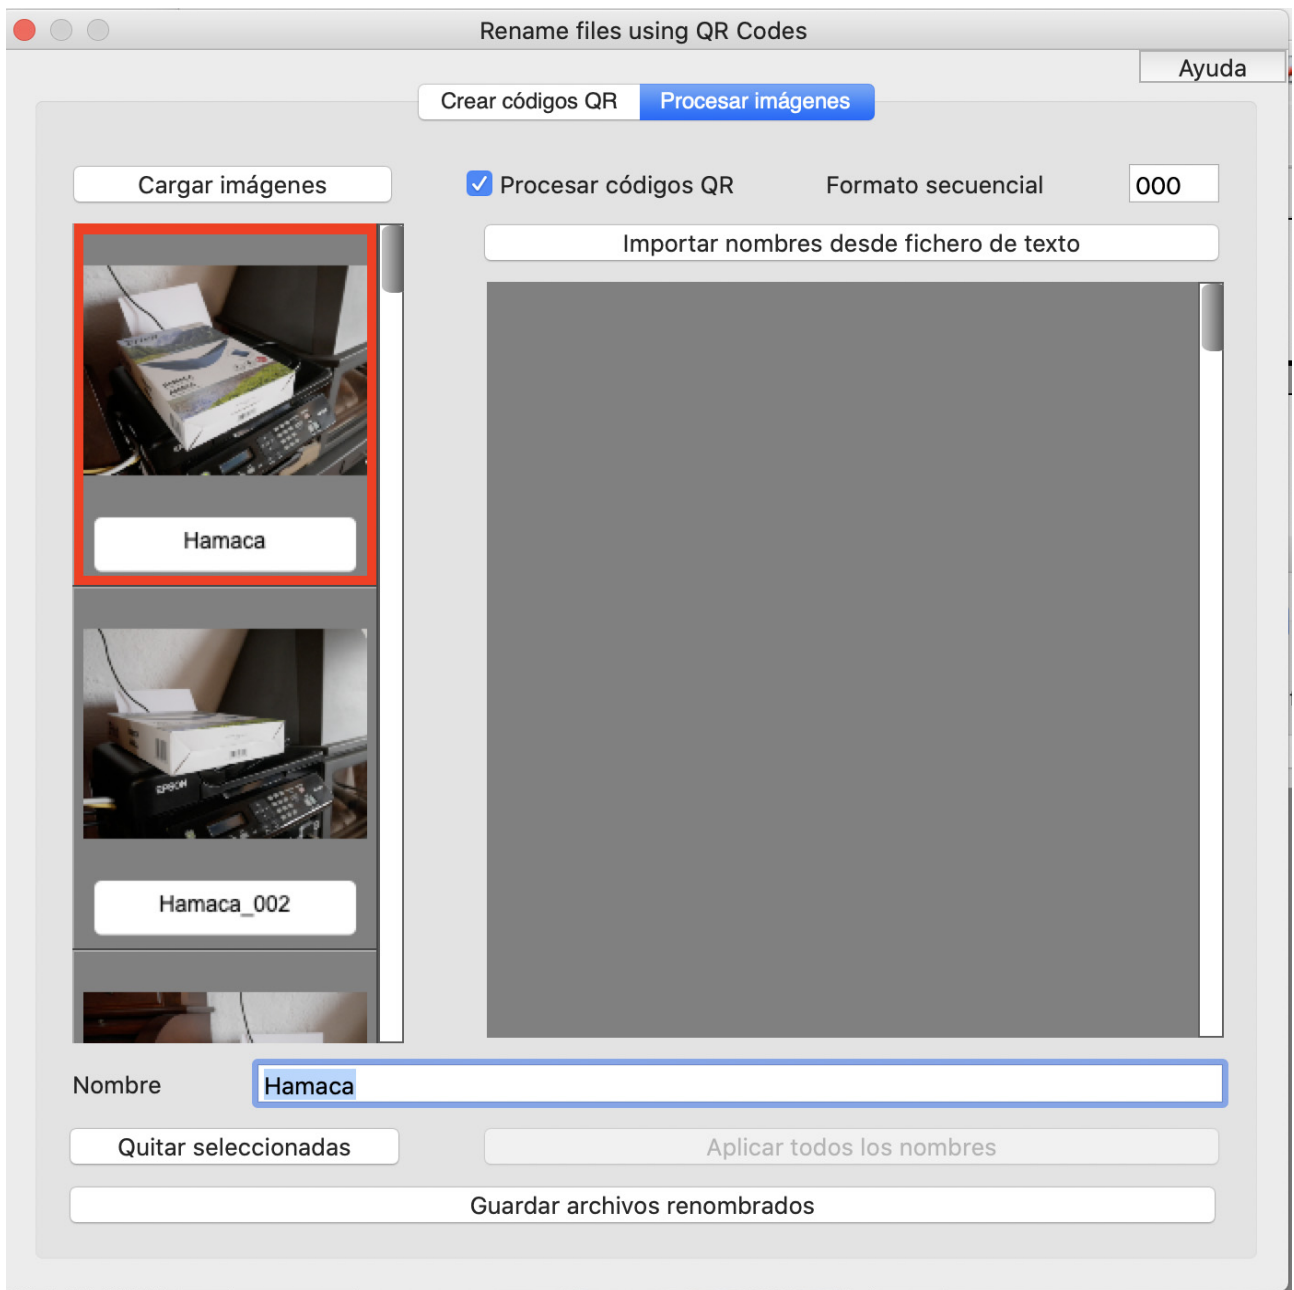 Rename files using QR Codes
Ayuda
Crear códigos QR
Procesar imágenes
Cargar imágenes
Procesar códigos QR
Formato secuencial
000
Importar nombres desde fichero de texto
Hamaca
EPSON
Hamaca_002
Nombre
Hamaca
Quitar seleccionadas
Aplicar todos los nombres
Guardar archivos renombrados